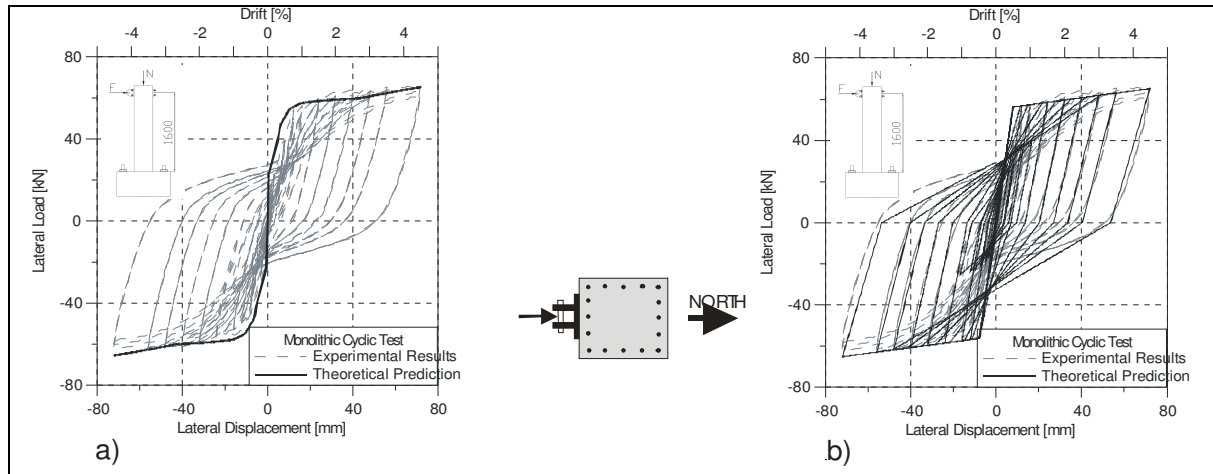 Drift [%]
-4 -2 0 2 4
80
40
0
-40
-80
Lateral Load [kN]
N
F
1600
Monolithic Cyclic Test
Experimental Results
Theoretical Prediction
-80 -40 0 40 80
Lateral Displacement [mm]
a)
NORTH
Drift [%]
-4 -2 0 2 4
80
40
0
-40
-80
Lateral Load [kN]
N
F
1600
Monolithic Cyclic Test
Experimental Results
Theoretical Prediction
-80 -40 0 40 80
Lateral Displacement [mm]
b)